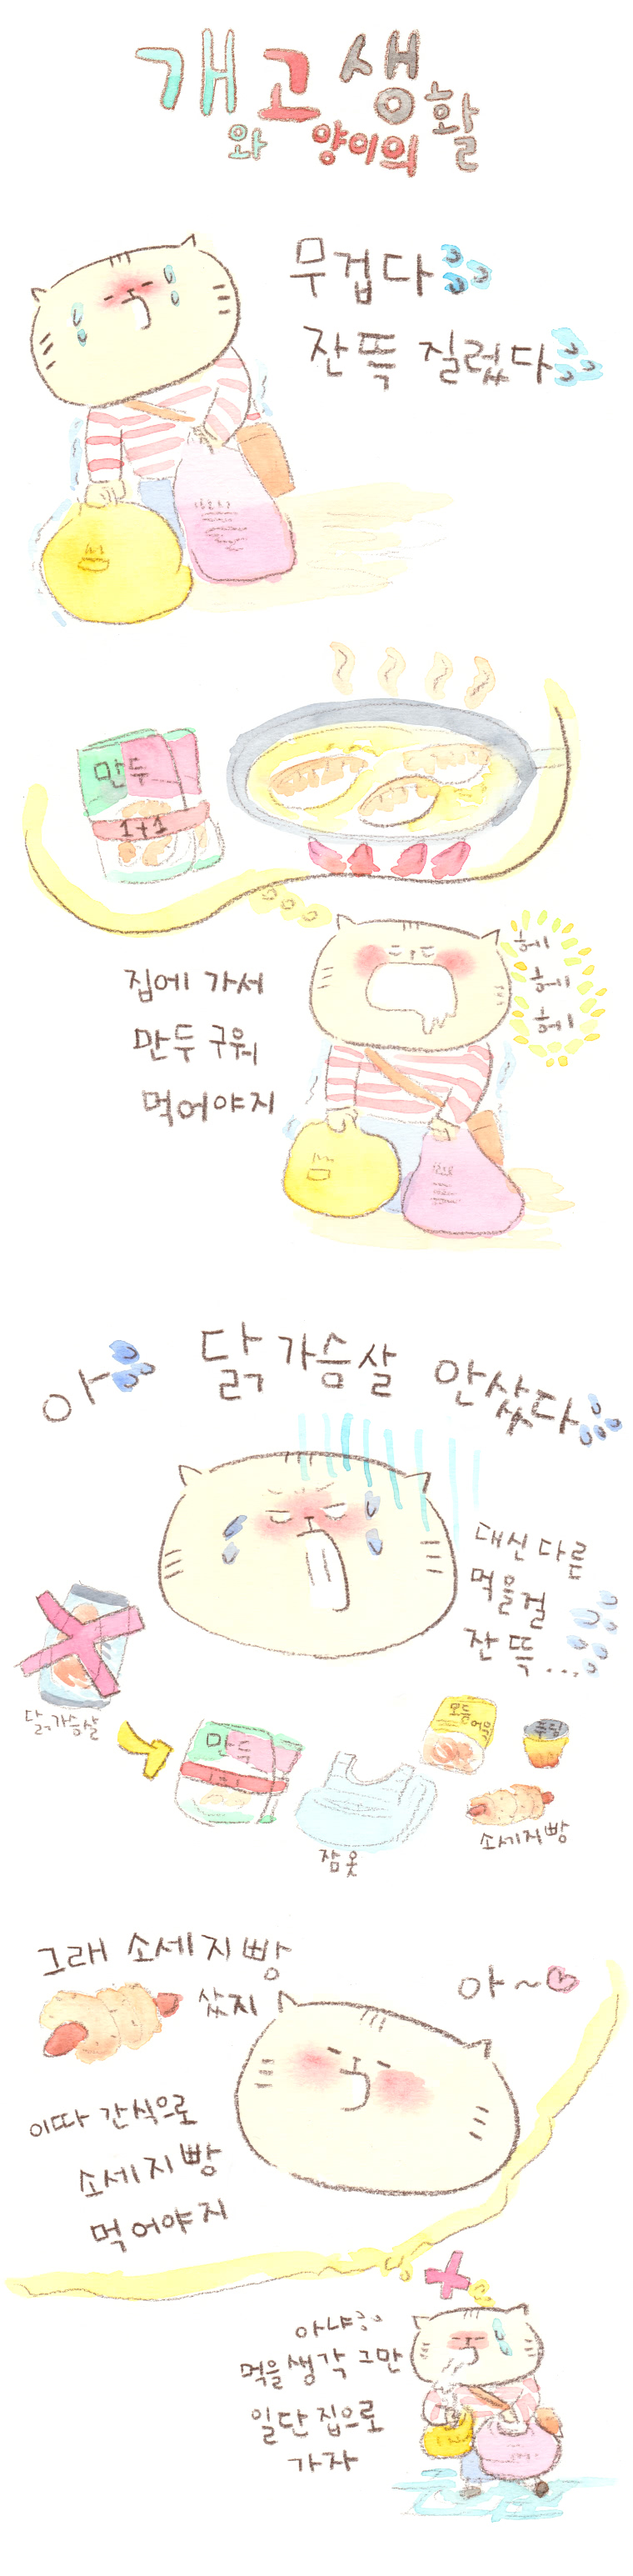 개와 고양이의 생활
무겁다
잔뜩 질렀다
만두
1+1
헤
헤
헤
집에 가서
만두 구워
먹어야지
아 닭가슴살 안샀다
대신 다른
먹을걸
잔뜩...
닭가슴살
만두
1+1
잠옷
모듬
어묵
푸딩
소세지빵
그래 소세지빵
샀지
아~
이따 간식으로
소세지빵
먹어야지
아냐
먹을 생각 그만
일단 집으로
가자